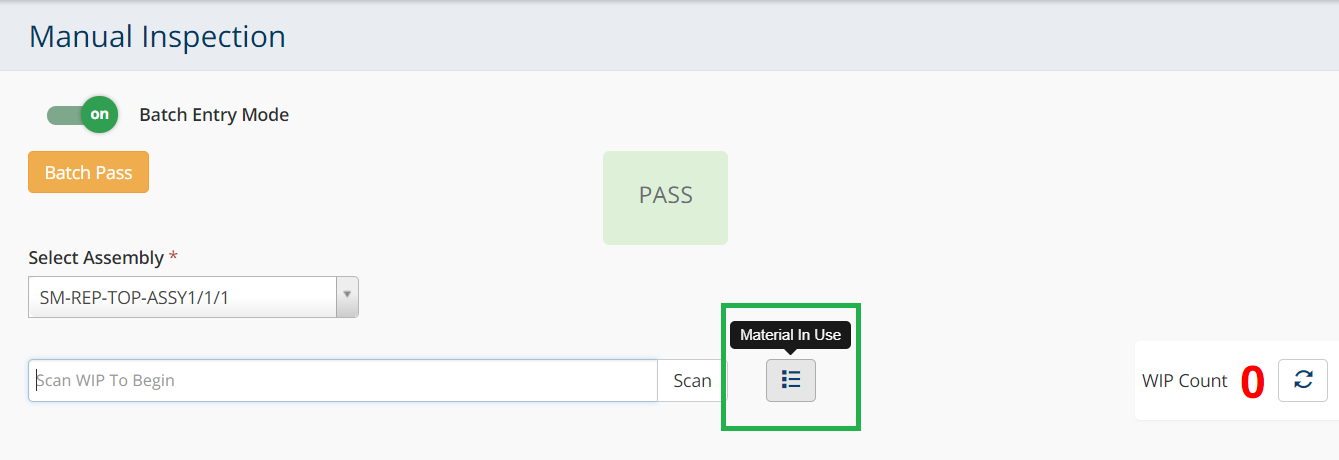 Manual Inspection
on Batch Entry Mode
Batch Pass
PASS
Select Assembly *
SM-REP-TOP-ASSY1/1/1
Material In Use
Scan WIP To Begin
Scan
WIP Count 0